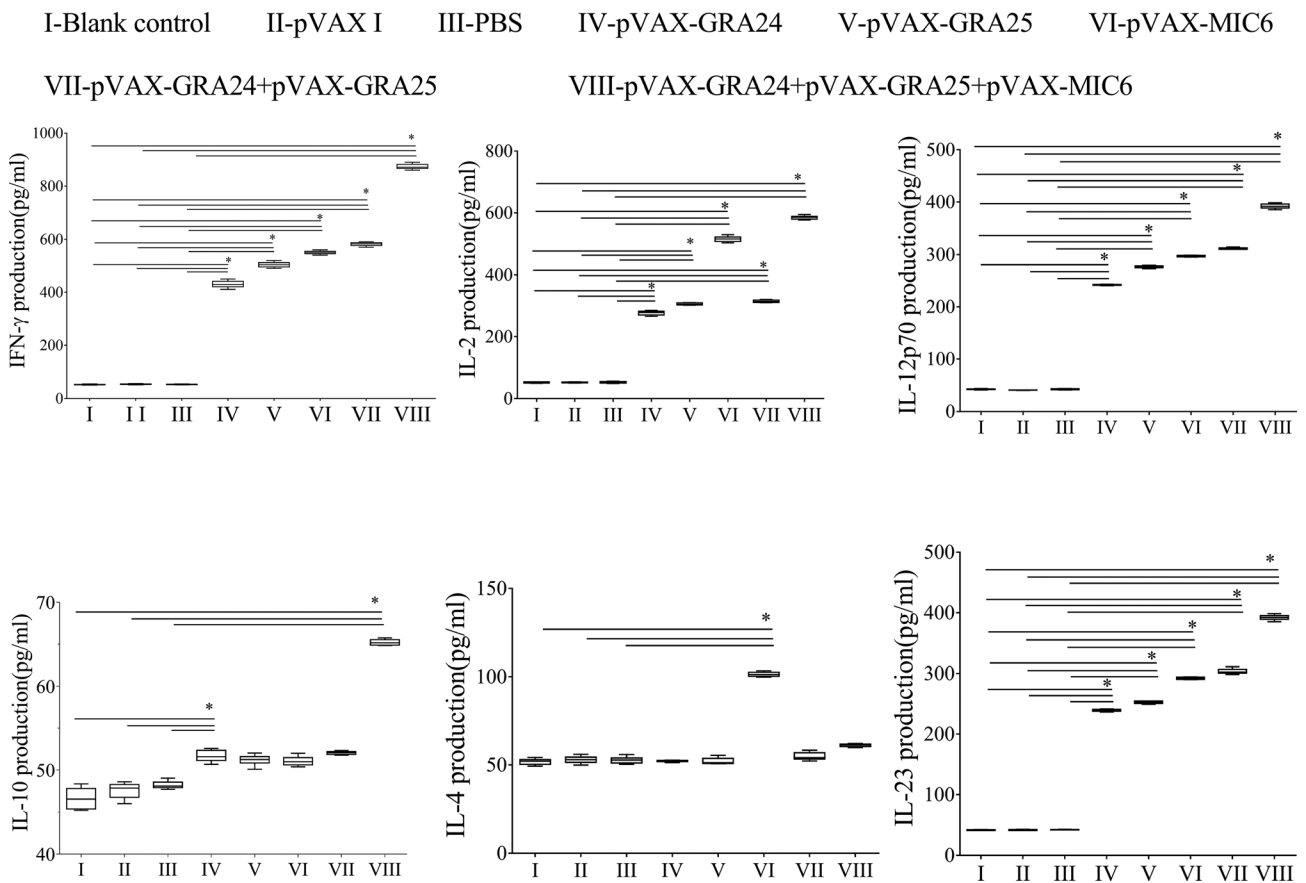 I-Blank control II-pVAX I III-PBS IV-pVAX-GRA24 V-pVAX-GRA25 VI-pVAX-MIC6
VII-pVAX-GRA24+pVAX-GRA25 VIII-pVAX-GRA24+pVAX-GRA25+pVAX-MIC6
IFN-γ production(pg/ml)
1000
800
600
400
200
0
* * * * *
I I I III IV V VI VII VIII
IL-2 production(pg/ml)
800
600
400
200
0
* * * * *
I II III IV V VI VII VIII
IL-12p70 production(pg/ml)
500
400
300
200
100
0
* * * * *
I II III IV V VI VII VIII
IL-10 production(pg/ml)
70
60
50
40
* *
I II III IV V VI VII VIII
IL-4 production(pg/ml)
150
100
50
0
*
I II III IV V VI VII VIII
IL-23 production(pg/ml)
500
400
300
200
100
0
* * * * *
I II III IV V VI VII VIII